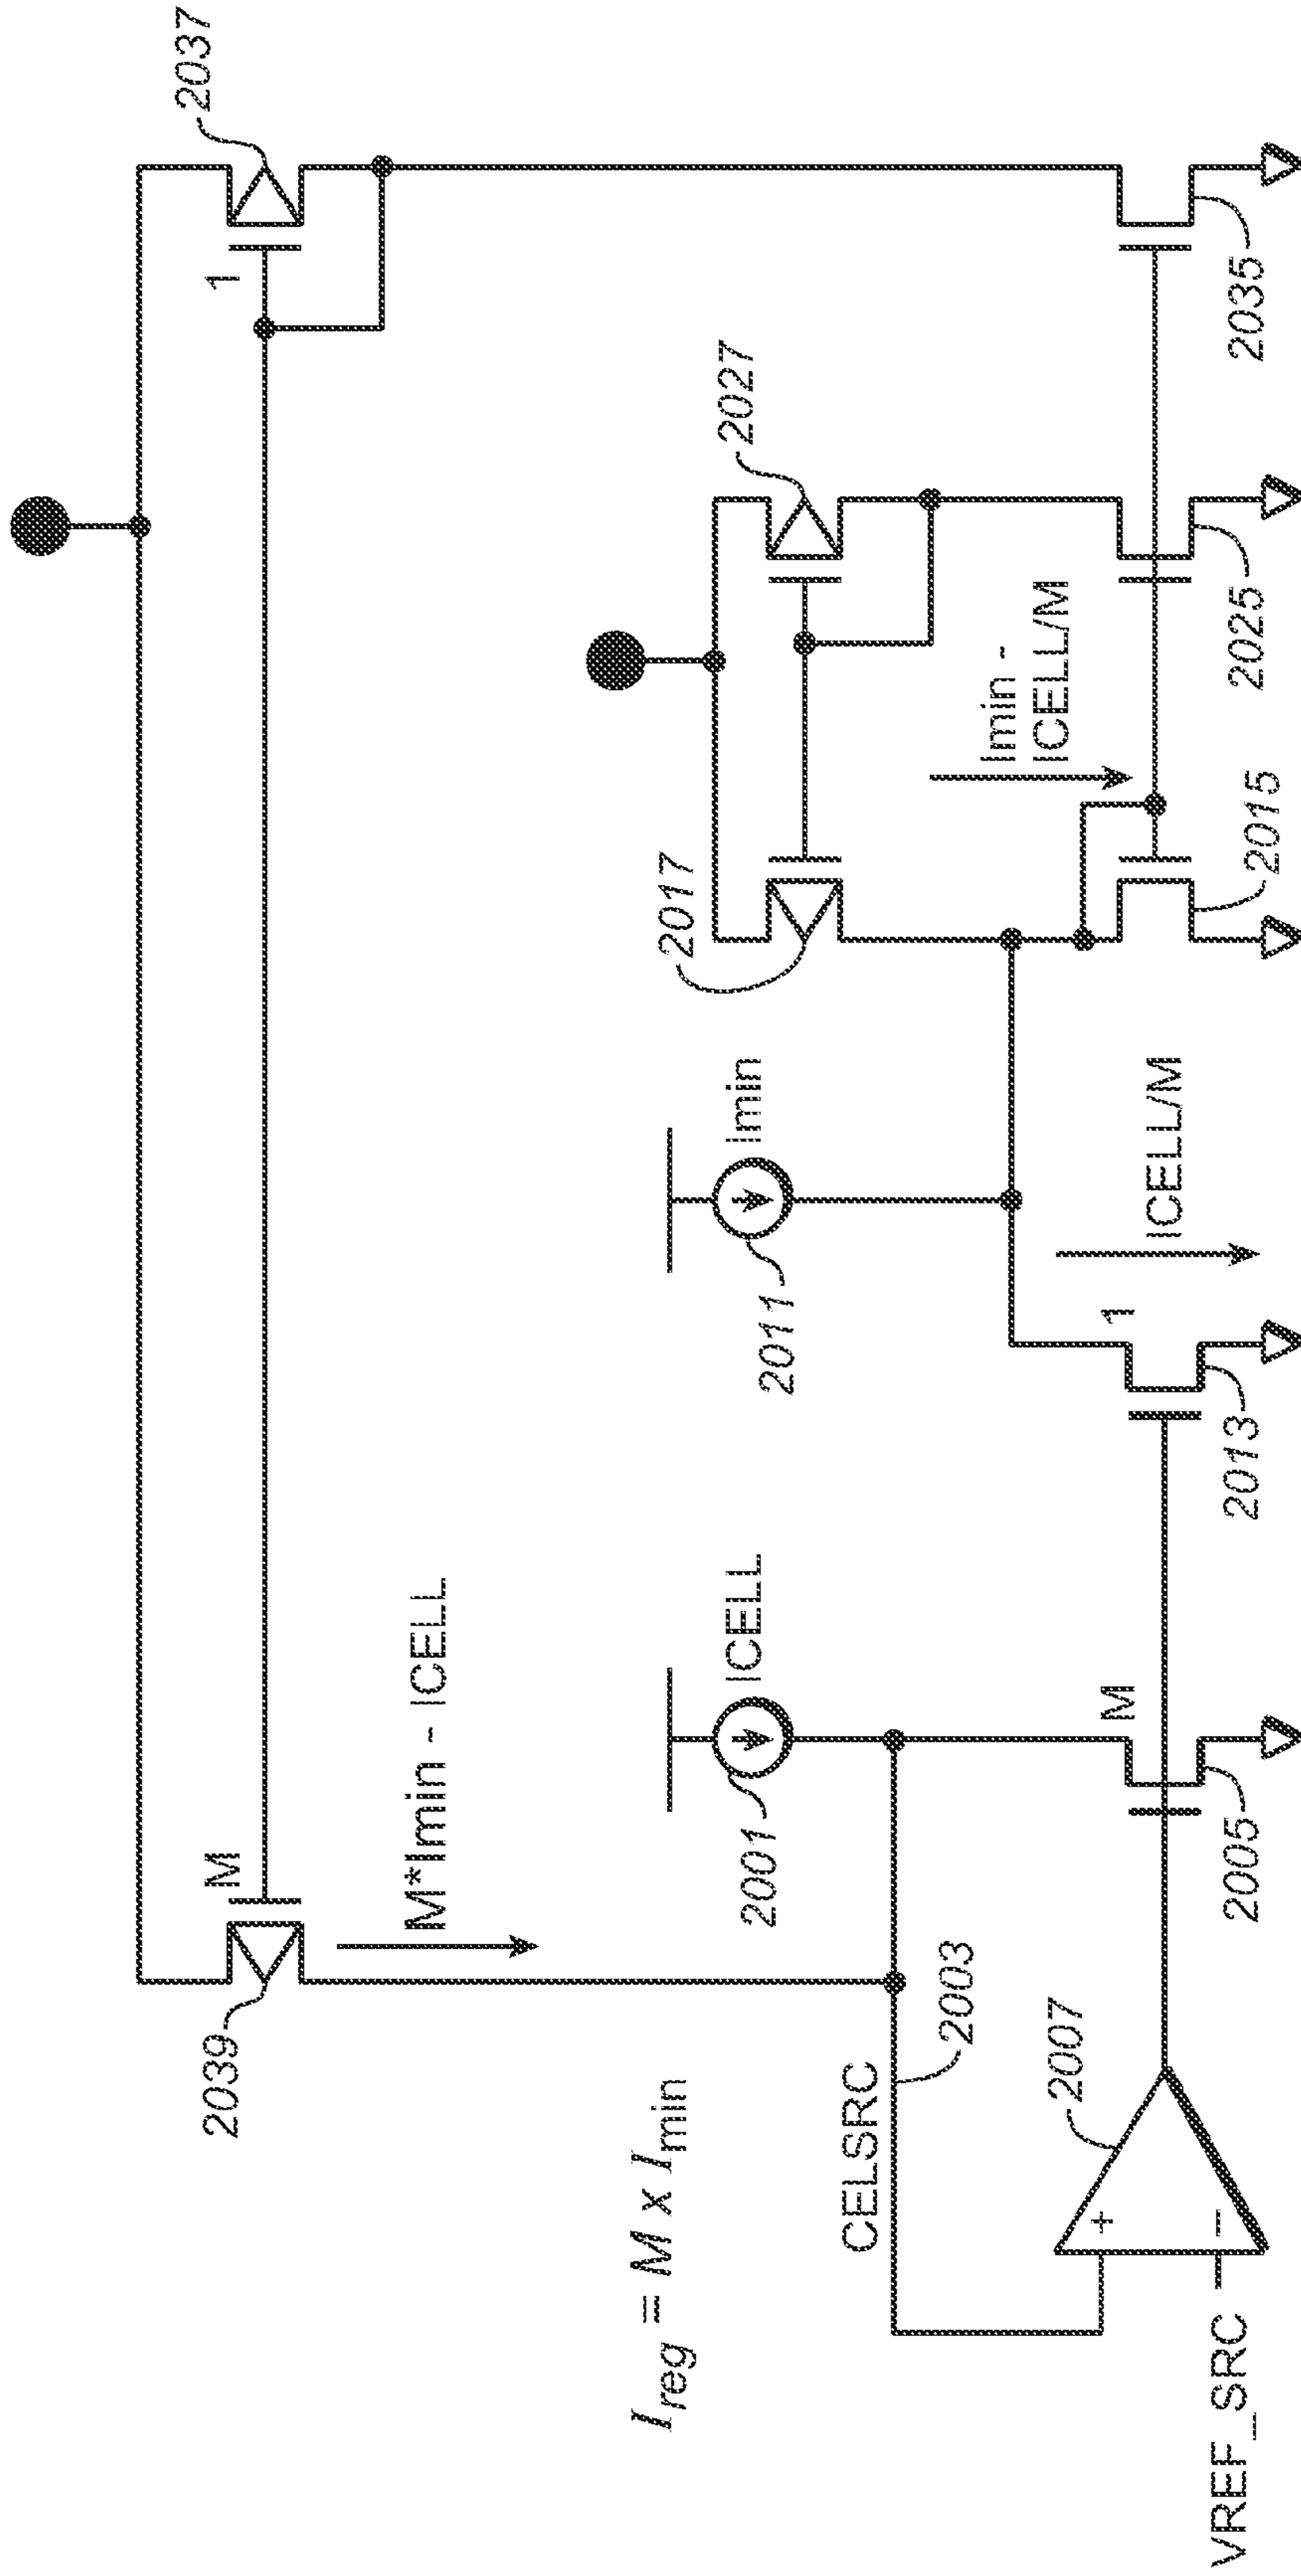 2039
M
1
2037
M*Imin - ICELL
I_reg = M x I_min
2001
ICELL
2011
Imin
2017
2027
CELSRC
2003
Imin -
ICELL/M
2007
M
1
ICELL/M
+
VREF_SRC −
2005
2013
2015
2025
2035